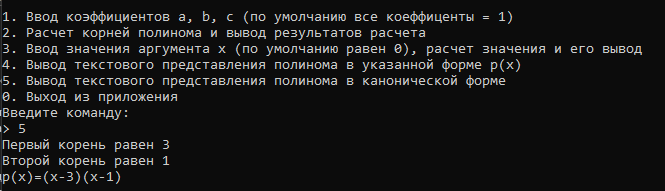 1. Ввод коэффициентов a, b, c (по умолчанию все коеффиценты = 1)
2. Расчет корней полинома и вывод результатов расчета
3. Ввод значения аргумента x (по умолчанию равен 0), расчет значения и его вывод
4. Вывод текстового представления полинома в указанной форме p(x)
5. Вывод текстового представления полинома в канонической форме
0. Выход из приложения
Введите команду:
> 5
Первый корень равен 3
Второй корень равен 1
p(x)=(x-3)(x-1)